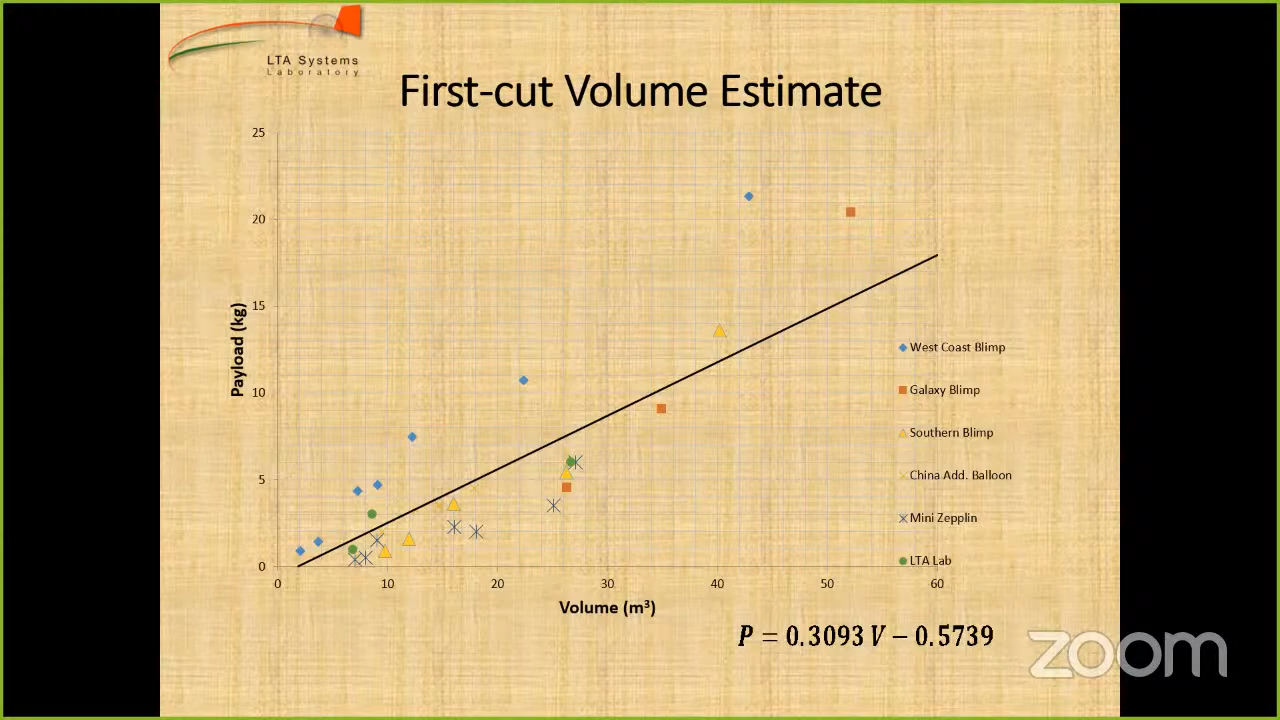 LTA Systems
Laboratory
First-cut Volume Estimate
25
20
15
10
5
0
Payload (kg)
0 10 20 30 40 50 60
Volume (m³)
West Coast Blimp
Galaxy Blimp
Southern Blimp
China Add. Balloon
Mini Zepplin
LTA Lab
P = 0.3093 V − 0.5739
zoom